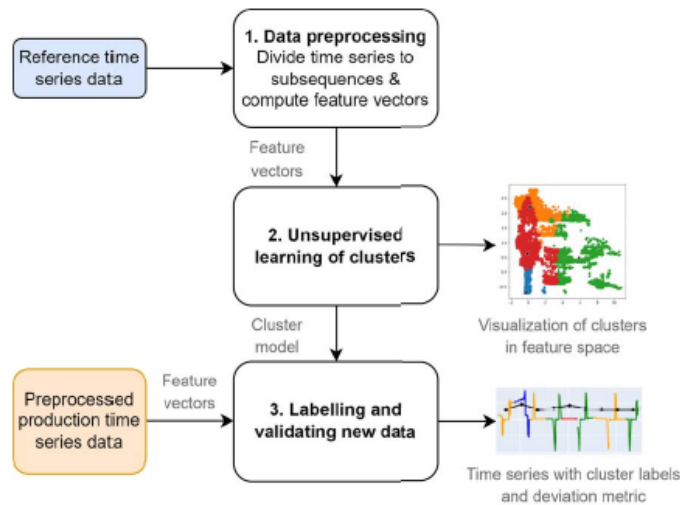 Reference time
series data
1. Data preprocessing
Divide time series to
subsequences &
compute feature vectors
Feature
vectors
2. Unsupervised
learning of clusters
Visualization of clusters
in feature space
Cluster
model
Preprocessed
production time
series data
Feature
vectors
3. Labelling and
validating new data
Time series with cluster labels
and deviation metric